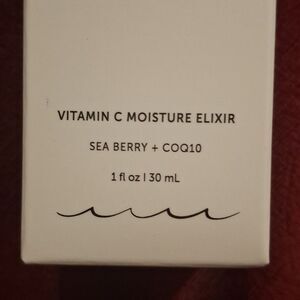 VITAMIN C MOISTURE ELIXIR
SEA BERRY + COQ10
1 fl oz | 30 mL